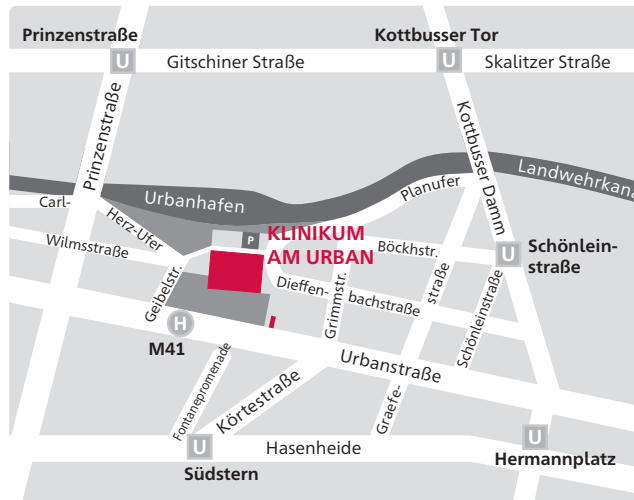 Prinzenstraße
Kottbusser Tor
U
Gitschiner Straße
U
Skalitzer Straße
Prinzenstraße
Kottbusser Damm
Landwehrkana
Planufer
Urbanhafen
Carl-
Herz-Ufer
P
KLINIKUM
AM URBAN
Wilmsstraße
Böckhstr.
U
Schönlein-
straße
Geibelstr.
Dieffen-
bachstraße
Grimmstr.
straße
Graefe-
Schönleinstraße
H
M41
Urbanstraße
Fontanepromenade
Körtestraße
U
Südstern
Hasenheide
U
Hermannplatz